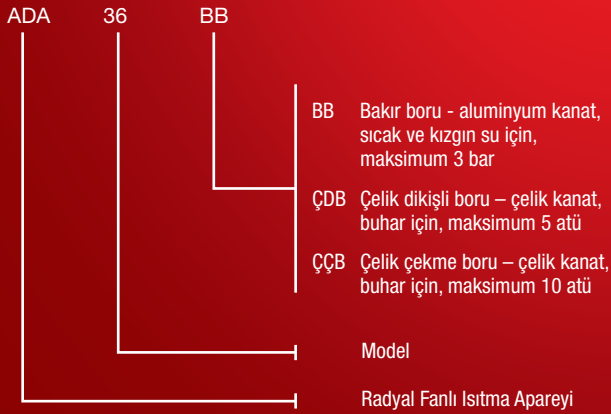 ADA 36 BB
BB Bakır boru - aluminyum kanat,
sıcak ve kızgın su için,
maksimum 3 bar
ÇDB Çelik dikişli boru – çelik kanat,
buhar için, maksimum 5 atü
ÇÇB Çelik çekme boru – çelik kanat,
buhar için, maksimum 10 atü
Model
Radyal Fanlı Isıtma Apareyi